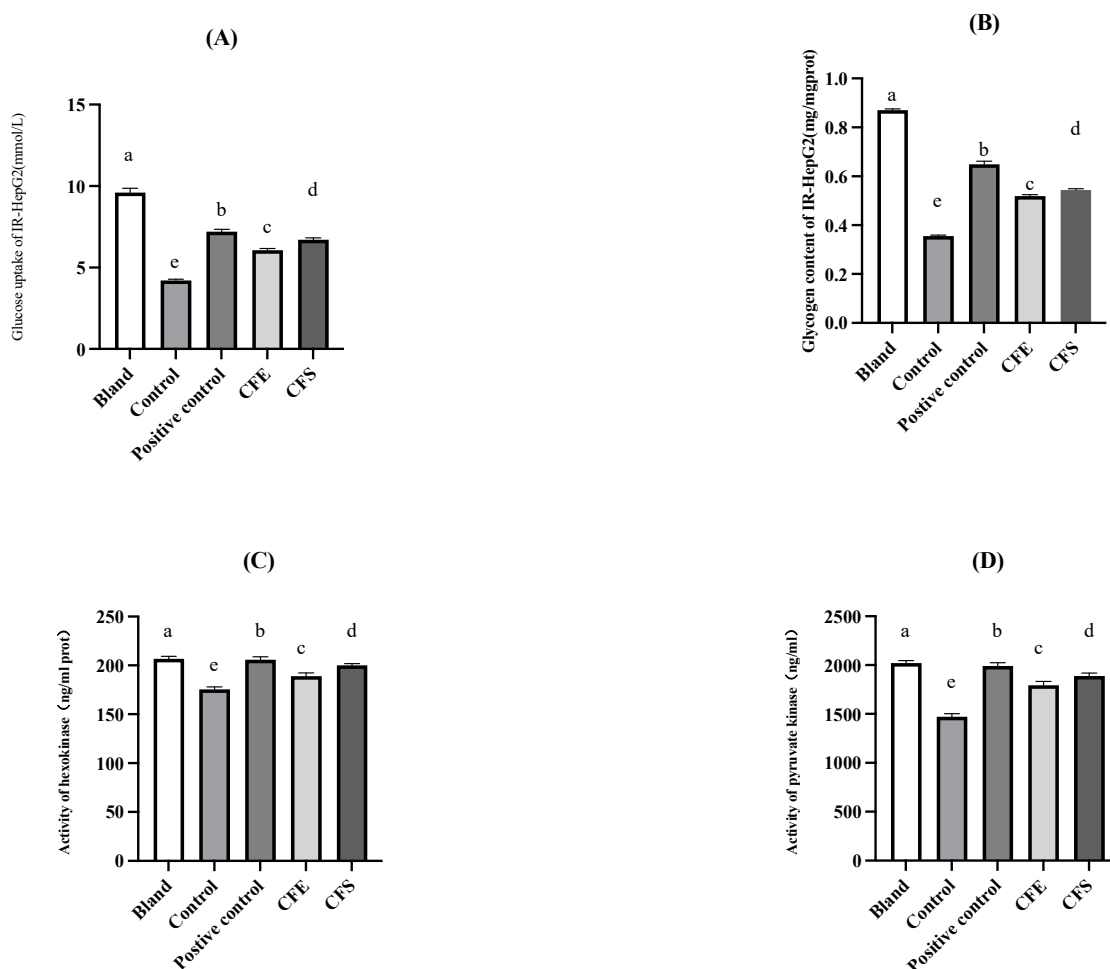 (A)
Glucose uptake of IR-HepG2(mmol/L)
15
10
5
0
a
e
b
c
d
Bland
Control
Positive control
CFE
CFS
(B)
Glycogen content of IR-HepG2(mg/mgprot)
1.0
0.8
0.6
0.4
0.2
0.0
a
e
b
c
d
Bland
Control
Postive control
CFE
CFS
(C)
Activity of hexokinase（ng/ml prot）
250
200
150
100
50
0
a
e
b
c
d
Bland
Control
Postive control
CFE
CFS
(D)
Activity of pyruvate kinase（ng/ml）
2500
2000
1500
1000
500
0
a
e
b
c
d
Bland
Control
Positive control
CFE
CFS